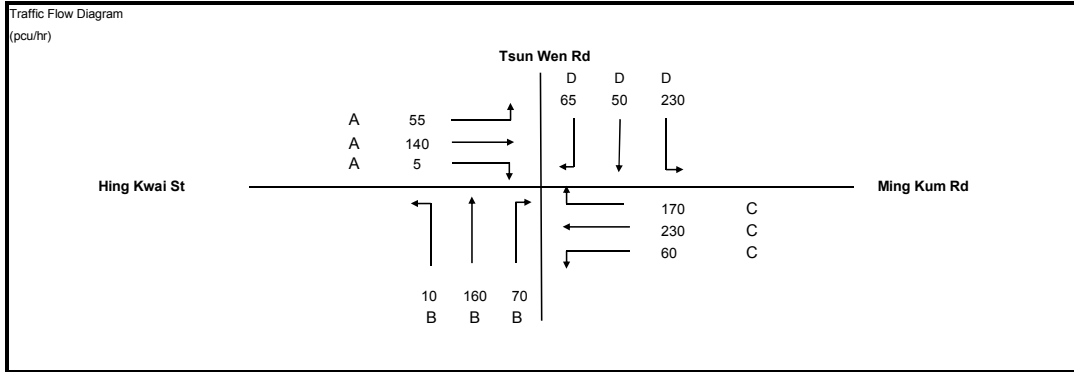 Traffic Flow Diagram
(pcu/hr)
Tsun Wen Rd
D D D
65 50 230
A 55
A 140
A 5
Hing Kwai St Ming Kum Rd
170 C
230 C
60 C
10 160 70
B B B